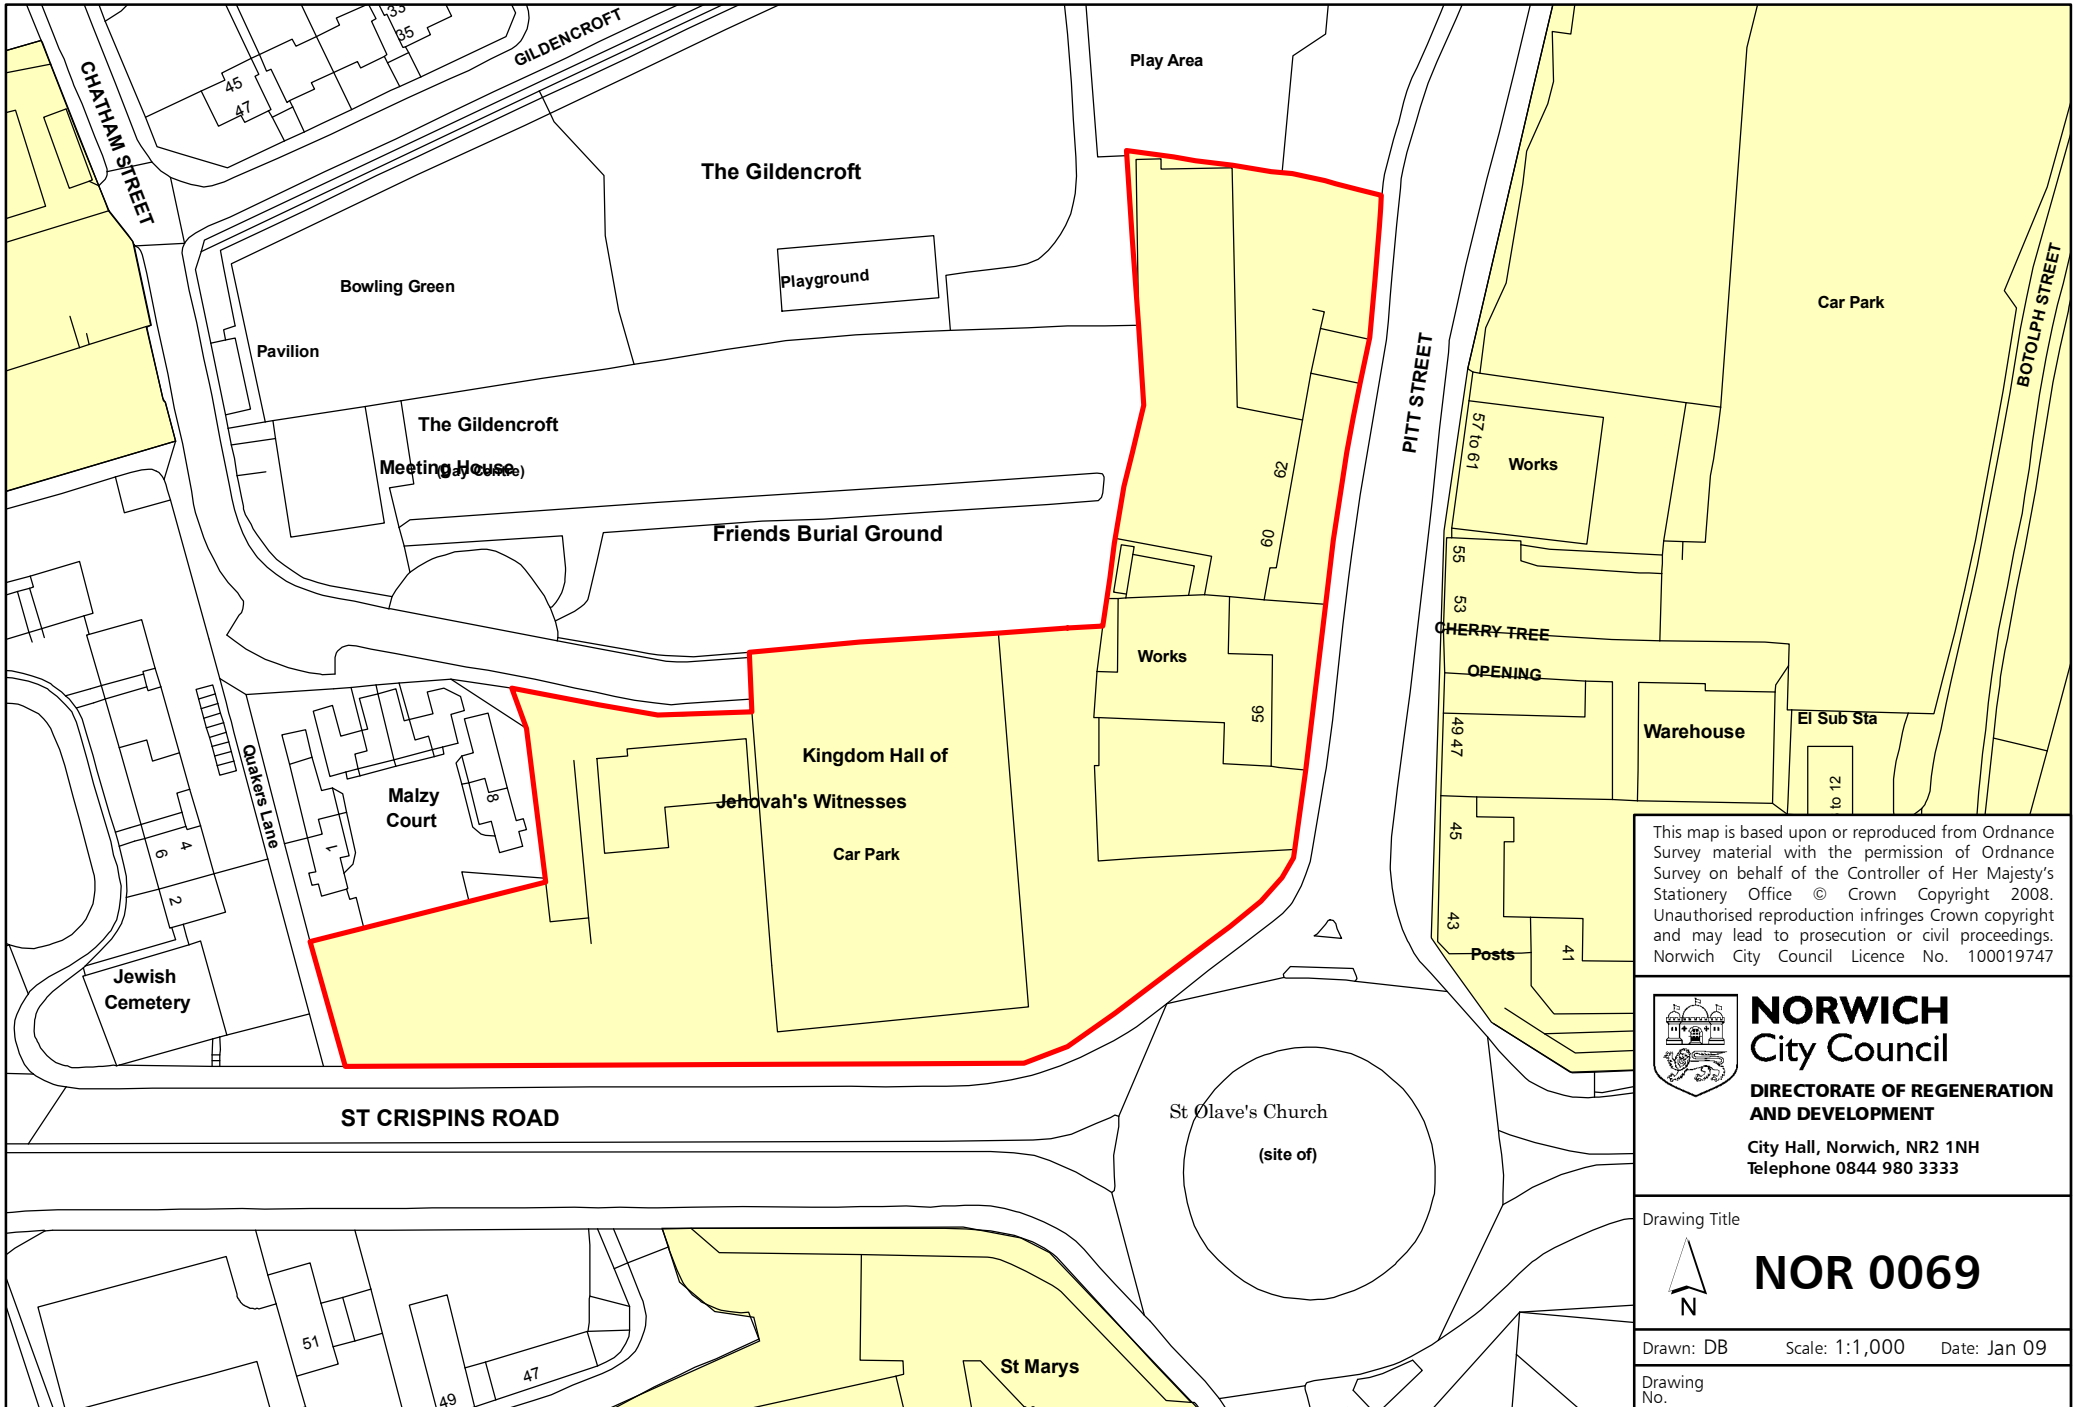 33
35
45
47
GILDENCROFT
CHATHAM STREET
Play Area
The Gildencroft
Playground
Bowling Green
Pavilion
The Gildencroft
Meeting House
(Day Centre)
Friends Burial Ground
PITT STREET
Car Park
BOTOLPH STREET
57 to 61
Works
62
60
55
53
CHERRY TREE
OPENING
Works
56
49 47
Warehouse
El Sub Sta
to 12
45
43
41
Posts
Quakers Lane
Malzy
Court
8
1
Kingdom Hall of
Jehovah's Witnesses
Car Park
6
4
2
Jewish
Cemetery
ST CRISPINS ROAD
St Olave's Church
(site of)
51
49
47
St Marys
This map is based upon or reproduced from Ordnance
Survey material with the permission of Ordnance
Survey on behalf of the Controller of Her Majesty's
Stationery Office © Crown Copyright 2008.
Unauthorised reproduction infringes Crown copyright
and may lead to prosecution or civil proceedings.
Norwich City Council Licence No. 100019747
NORWICH
City Council
DIRECTORATE OF REGENERATION
AND DEVELOPMENT
City Hall, Norwich, NR2 1NH
Telephone 0844 980 3333
Drawing Title
N
NOR 0069
Drawn: DB Scale: 1:1,000 Date: Jan 09
Drawing
No.